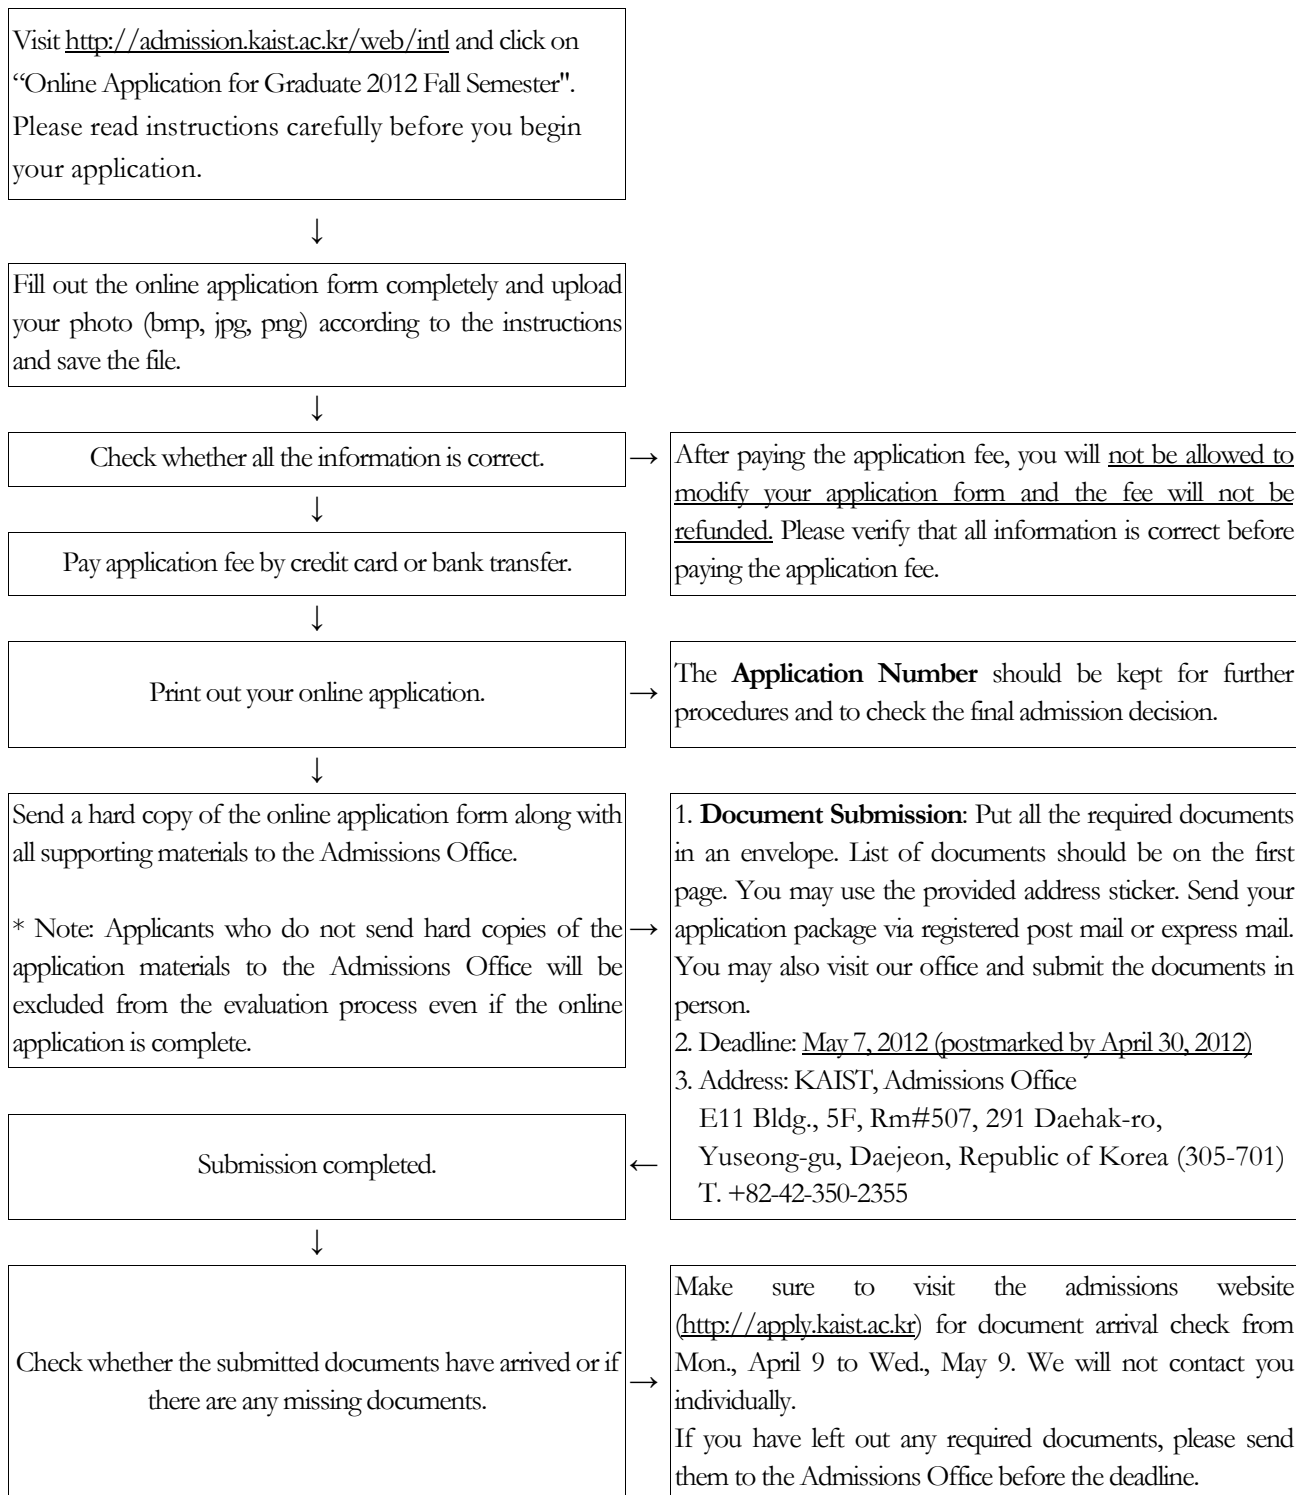 Visit http://admission.kaist.ac.kr/web/intl and click on
“Online Application for Graduate 2012 Fall Semester".
Please read instructions carefully before you begin
your application.
↓
Fill out the online application form completely and upload
your photo (bmp, jpg, png) according to the instructions
and save the file.
↓
Check whether all the information is correct.
→
After paying the application fee, you will not be allowed to
modify your application form and the fee will not be
refunded. Please verify that all information is correct before
paying the application fee.
↓
Pay application fee by credit card or bank transfer.
↓
Print out your online application.
→
The Application Number should be kept for further
procedures and to check the final admission decision.
↓
Send a hard copy of the online application form along with
all supporting materials to the Admissions Office.
* Note: Applicants who do not send hard copies of the
application materials to the Admissions Office will be
excluded from the evaluation process even if the online
application is complete.
→
1. Document Submission: Put all the required documents
in an envelope. List of documents should be on the first
page. You may use the provided address sticker. Send your
application package via registered post mail or express mail.
You may also visit our office and submit the documents in
person.
2. Deadline: May 7, 2012 (postmarked by April 30, 2012)
3. Address: KAIST, Admissions Office
E11 Bldg., 5F, Rm#507, 291 Daehak-ro,
Yuseong-gu, Daejeon, Republic of Korea (305-701)
T. +82-42-350-2355
Submission completed.
←
↓
Check whether the submitted documents have arrived or if
there are any missing documents.
→
Make sure to visit the admissions website
(http://apply.kaist.ac.kr) for document arrival check from
Mon., April 9 to Wed., May 9. We will not contact you
individually.
If you have left out any required documents, please send
them to the Admissions Office before the deadline.